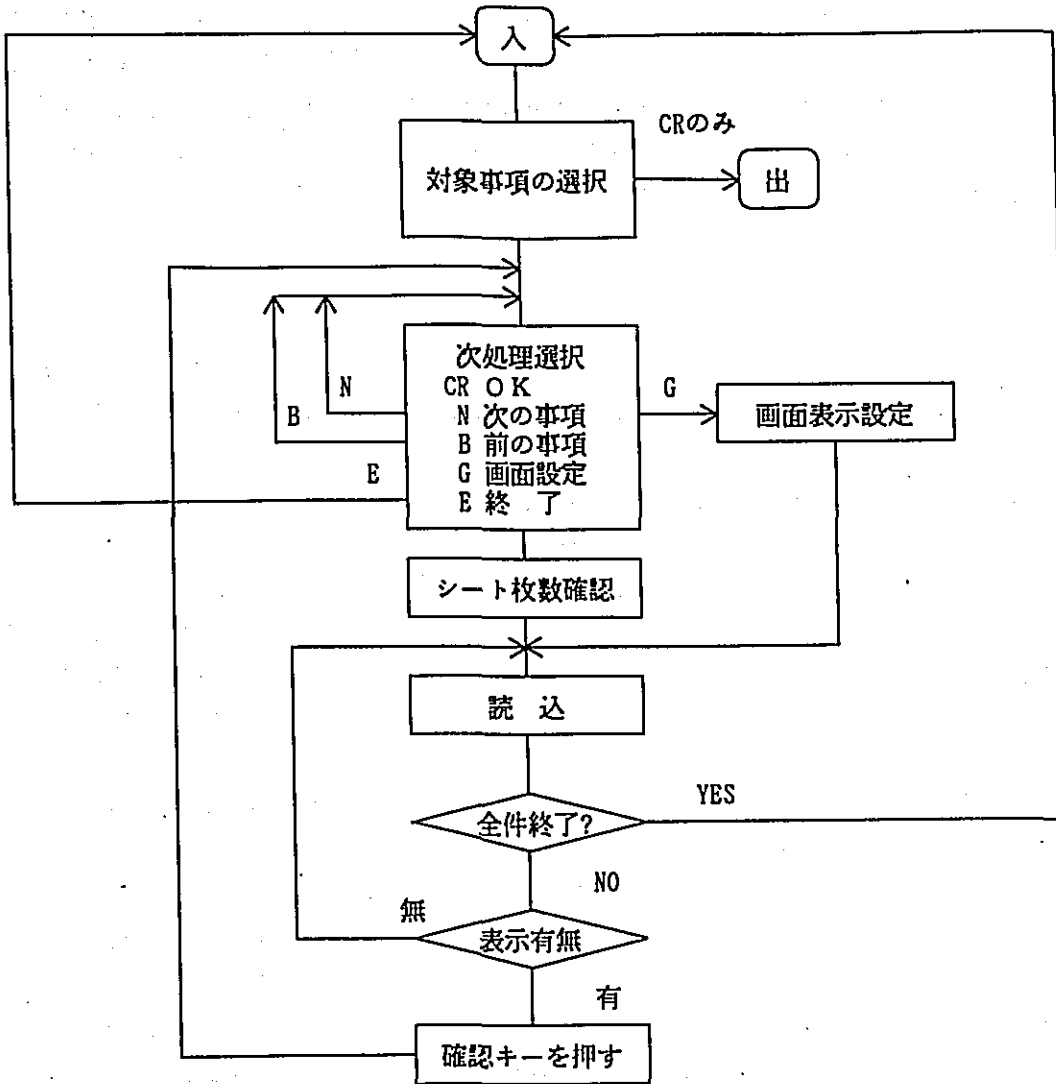 入
CRのみ
対象事項の選択
出
次処理選択
CR OK
N 次の事項
B 前の事項
G 画面設定
E 終 了
N
B
E
G
画面表示設定
シート枚数確認
読 込
全件終了?
YES
NO
無
表示有無
有
確認キーを押す